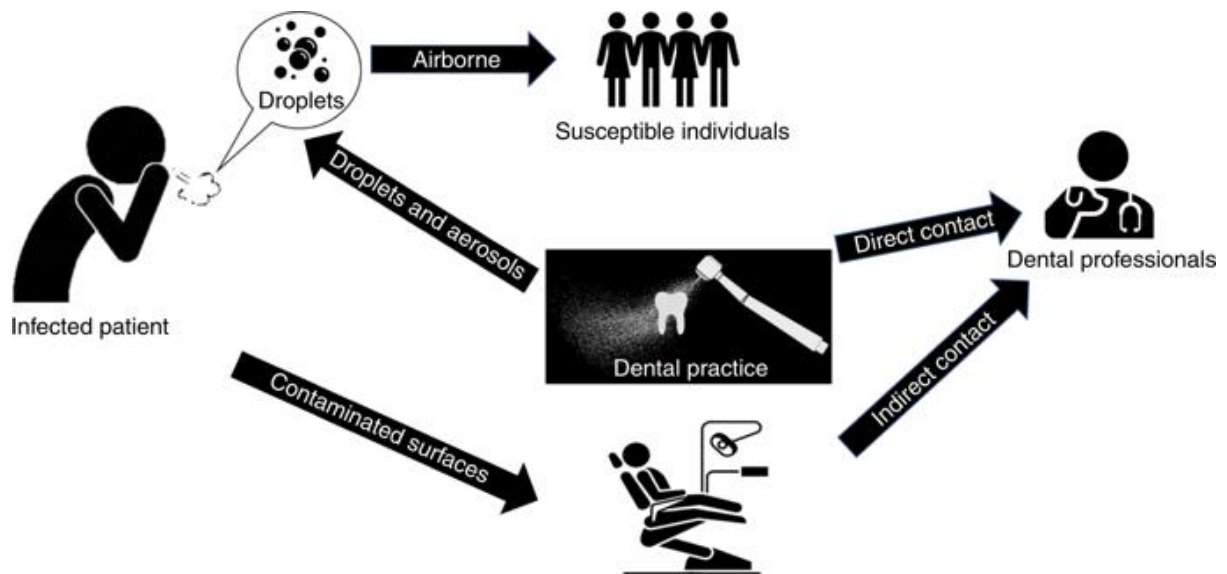 Droplets
Airborne
Susceptible individuals
Infected patient
Droplets and aerosols
Dental practice
Direct contact
Dental professionals
Contaminated surfaces
Indirect contact